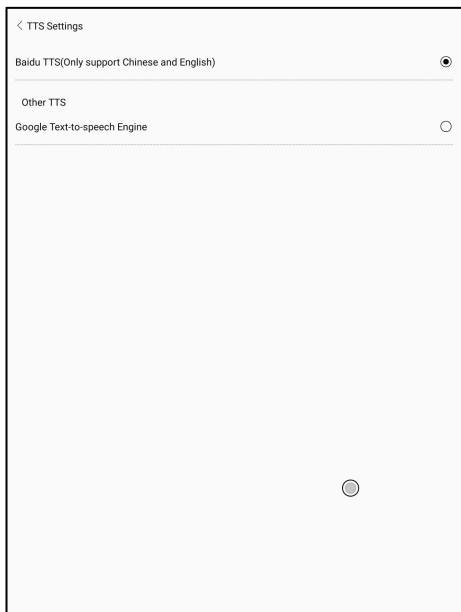 TTS Settings
Baidu TTS(Only support Chinese and English)
Other TTS
Google Text-to-speech Engine